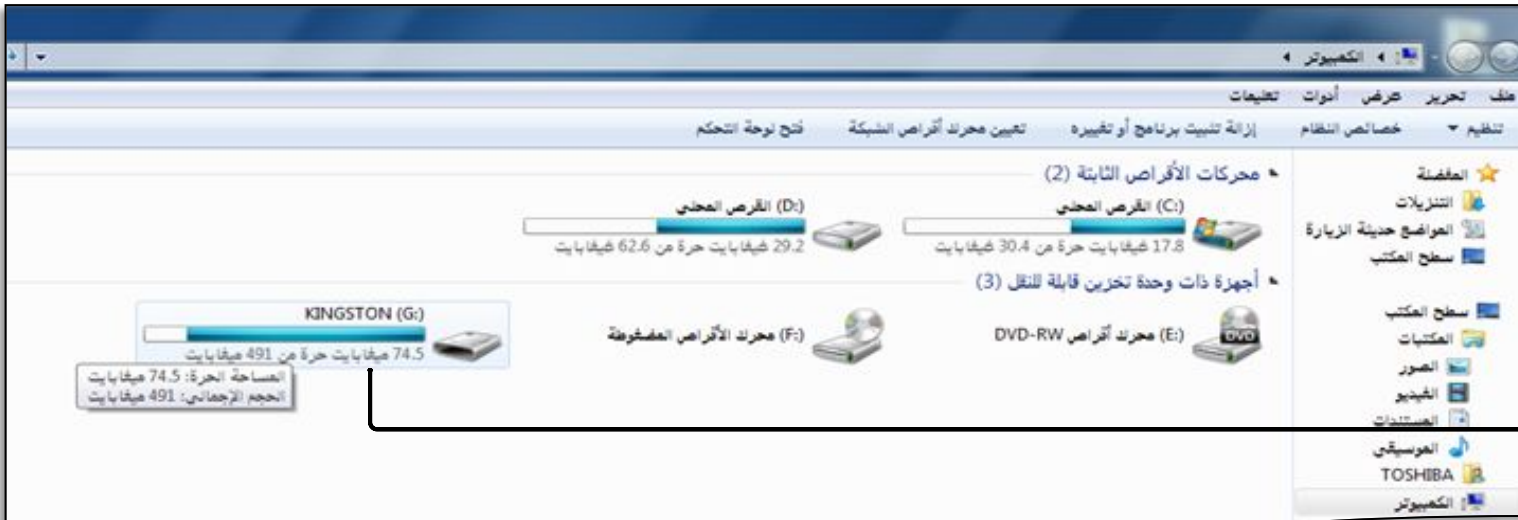 الكمبيوتر
ملف تحرير عرض أدوات تعليمات
تنظيم خصائص النظام إزالة تثبيت برنامج أو تغييره تعيين محرك أقراص الشبكة فتح لوحة التحكم
المفضلة
التنزيلات
المواضع حديثة الزيارة
سطح المكتب
سطح المكتب
المكتبات
الصور
الفيديو
المستندات
الموسيقى
TOSHIBA
الكمبيوتر
محركات الأقراص الثابتة (2)
القرص المحلي (C:)
17.8 غيغابايت حرة من 30.4 غيغابايت
القرص المحلي (D:)
29.2 غيغابايت حرة من 62.6 غيغابايت
أجهزة ذات وحدة تخزين قابلة للنقل (3)
محرك أقراص DVD-RW (E:)
DVD
محرك الأقراص المضغوطة (F:)
KINGSTON (G:)
74.5 ميغابايت حرة من 491 ميغابايت
المساحة الحرة: 74.5 ميغابايت
الحجم الإجمالي: 491 ميغابايت